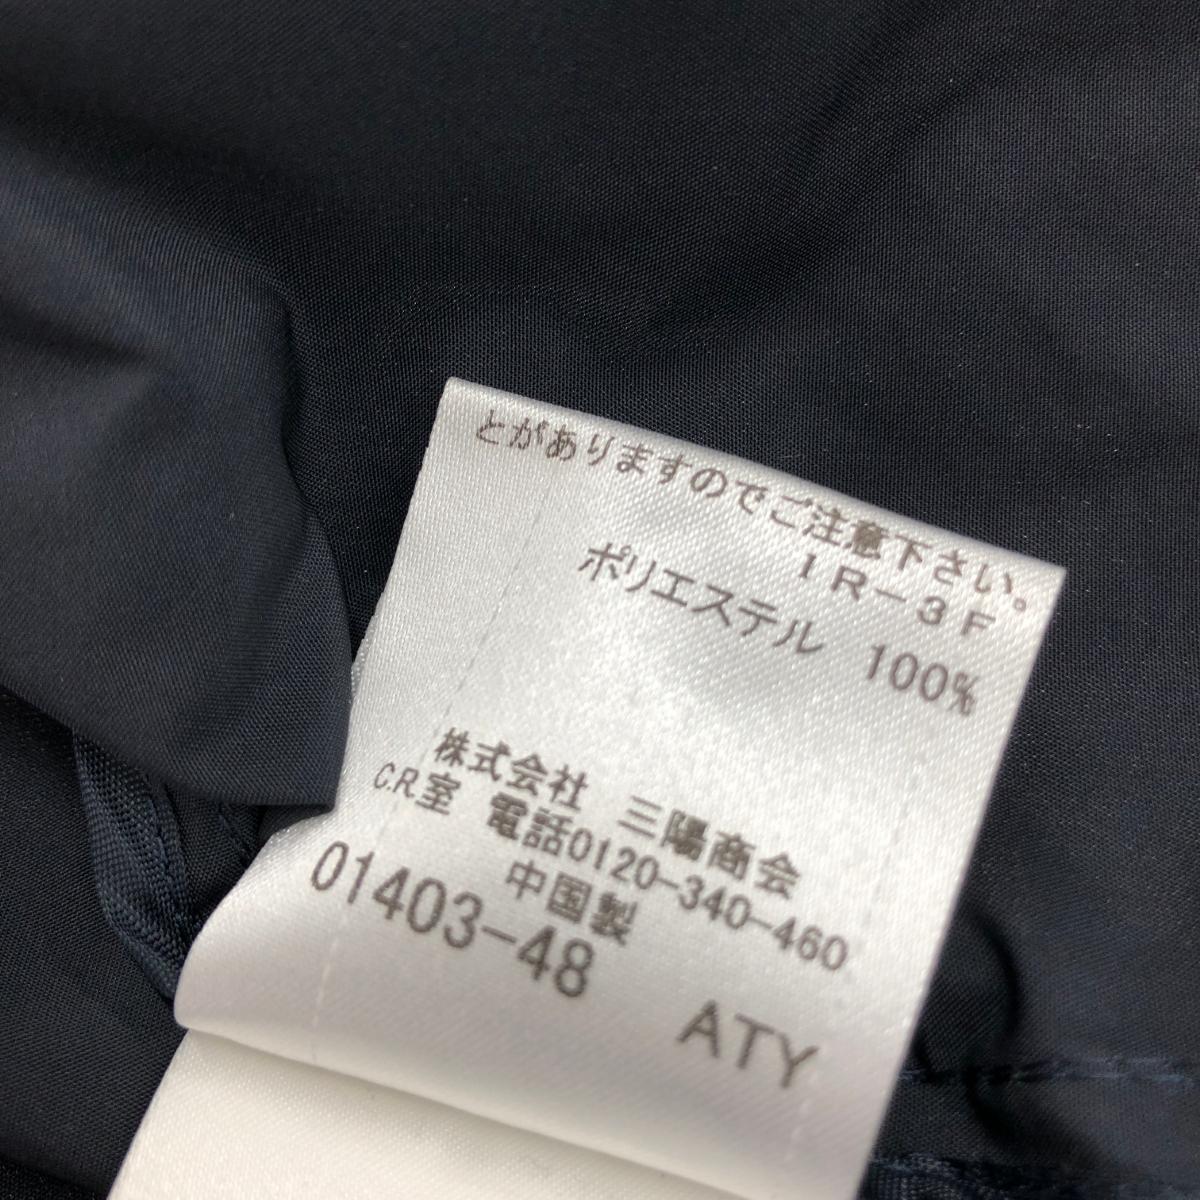 とがありますのでご注意下さい。
IR-3F
ポリエステル 100%
株式会社 三陽商会
C.R.室 電話0120-340-460
中国製
01403-48
ATY